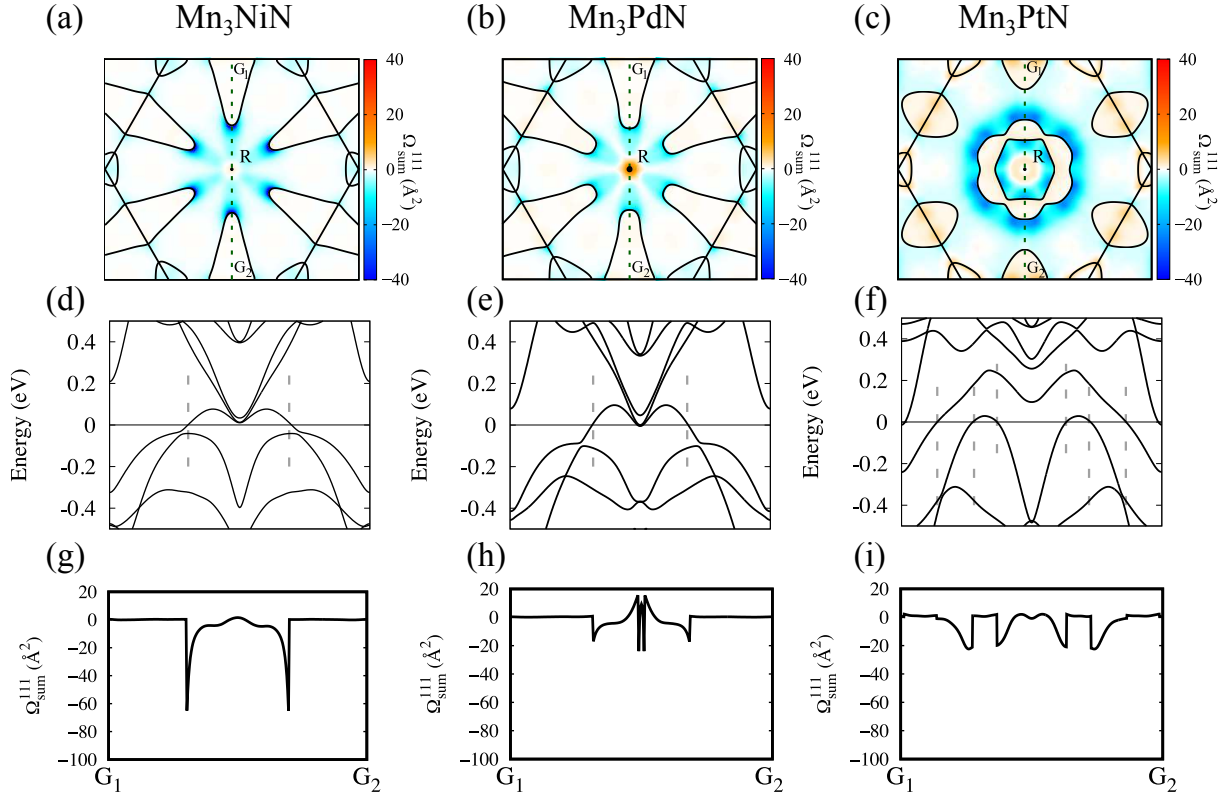 (a) Mn₃NiN (b) Mn₃PdN (c) Mn₃PtN
G₁ R G₂ 40 20 0 −20 −40 Ω¹¹¹sum (Å²)
G₁ R G₂ 40 20 0 −20 −40 Ω¹¹¹sum (Å²)
G₁ R G₂ 40 20 0 −20 −40 Ω¹¹¹sum (Å²)
(d) (e) (f)
Energy (eV) 0.4 0.2 0 -0.2 -0.4
Energy (eV) 0.4 0.2 0 -0.2 -0.4
Energy (eV) 0.4 0.2 0 -0.2 -0.4
(g) (h) (i)
Ω¹¹¹sum (Å²) 20 0 −20 −40 −60 −80 −100
Ω¹¹¹sum (Å²) 20 0 −20 −40 −60 −80 −100
Ω¹¹¹sum (Å²) 20 0 −20 −40 −60 −80 −100
G₁ G₂ G₁ G₂ G₁ G₂